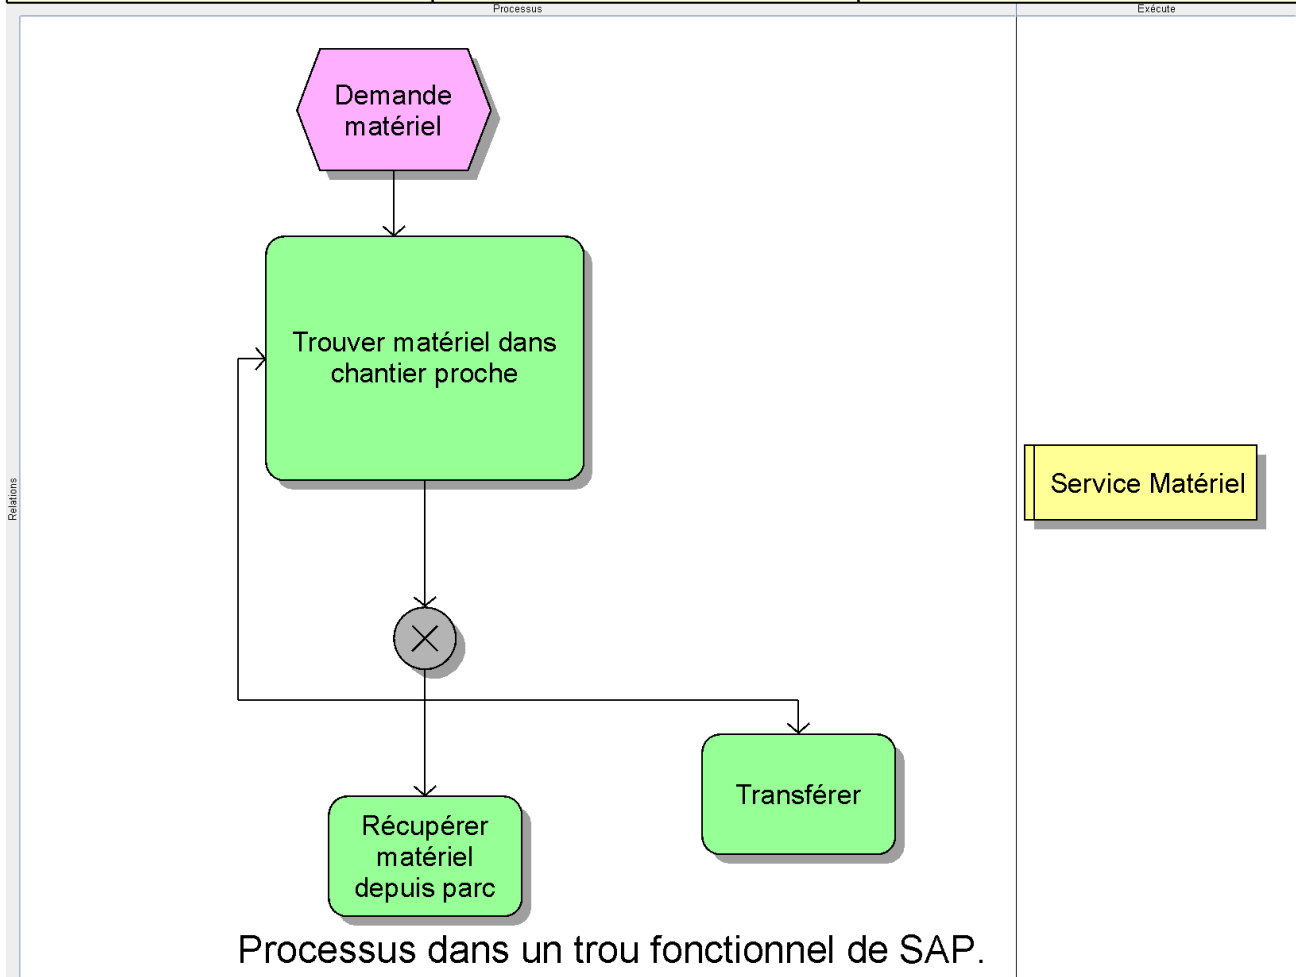 Processus
Exécute
Demande
matériel
Trouver matériel dans
chantier proche
Relations
Service Matériel
Transférer
Récupérer
matériel
depuis parc
Processus dans un trou fonctionnel de SAP.